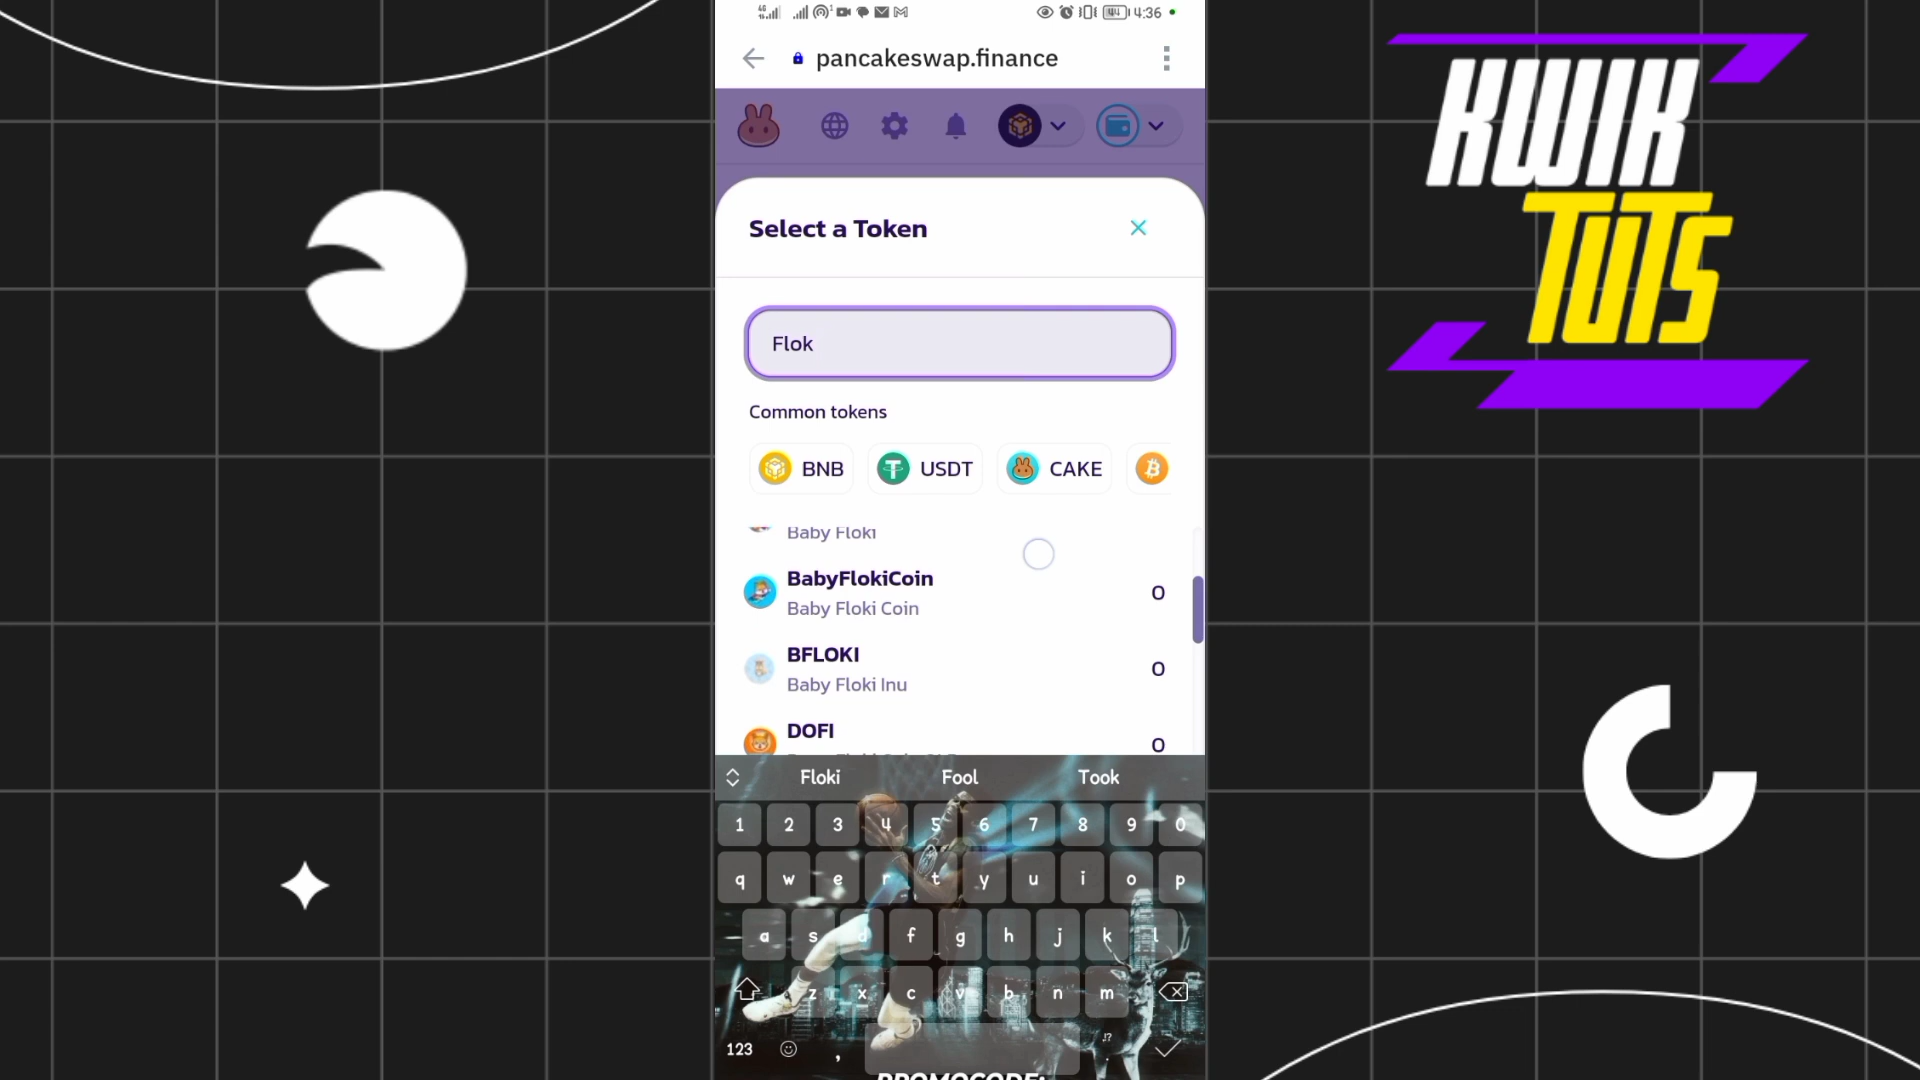 4G 4:36
pancakeswap.finance
KWIK
TUTS
Select a Token
Flok
Common tokens
BNB USDT CAKE
Baby Floki
BabyFlokiCoin 0
Baby Floki Coin
BFLOKI 0
Baby Floki Inu
DOFI 0
Floki Fool Took
1 2 3 4 5 6 7 8 9 0
q w e r t y u i o p
a s d f g h j k l
z x c v b n m
123 , !? .
PROMOCODE: